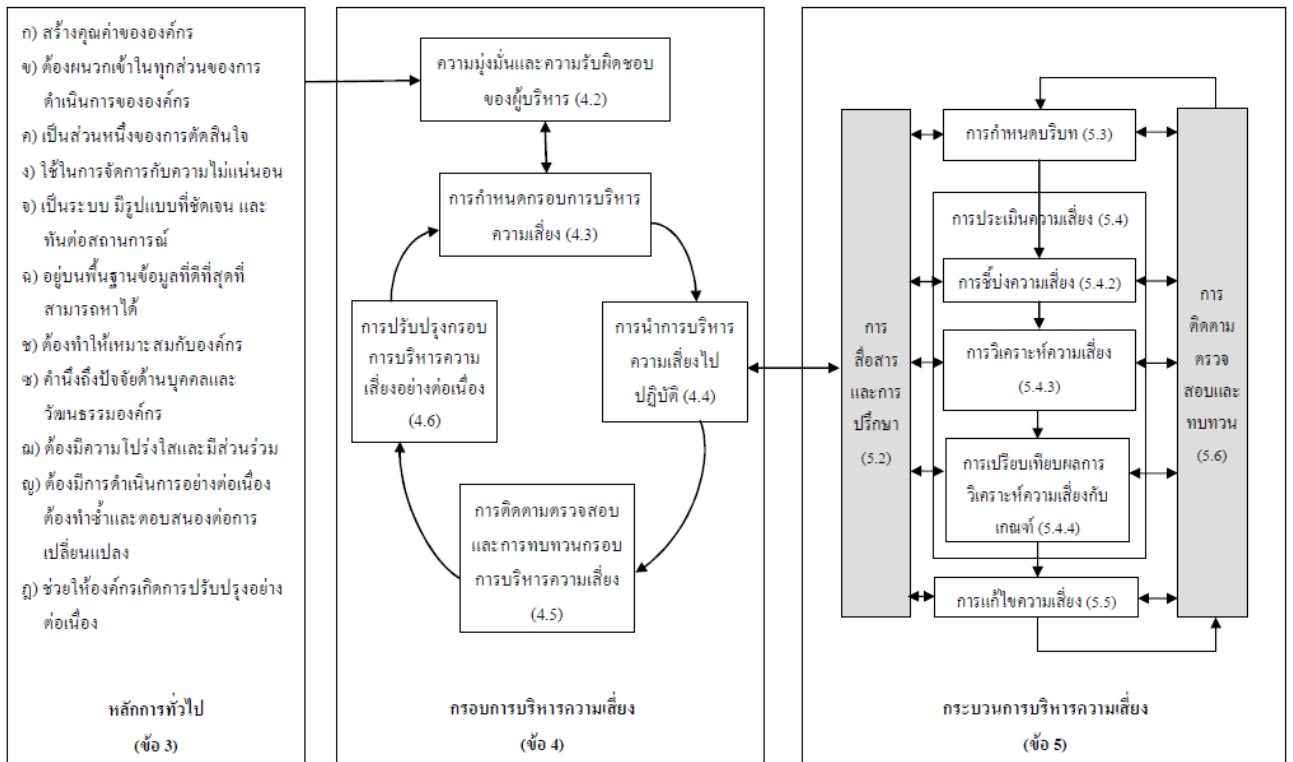 ก) สร้างคุณค่าขององค์กร
ข) ต้องผนวกเข้าในทุกส่วนของการ
ดำเนินการขององค์กร
ค) เป็นส่วนหนึ่งของการตัดสินใจ
ง) ใช้ในการจัดการกับความไม่แน่นอน
จ) เป็นระบบ มีรูปแบบที่ชัดเจน และ
ทันต่อสถานการณ์
ฉ) อยู่บนพื้นฐานข้อมูลที่ดีที่สุดที่
สามารถหาได้
ช) ต้องทำให้เหมาะสมกับองค์กร
ซ) คำนึงถึงปัจจัยด้านบุคคลและ
วัฒนธรรมองค์กร
ฌ) ต้องมีความโปร่งใสและมีส่วนร่วม
ญ) ต้องมีการดำเนินการอย่างต่อเนื่อง
ต้องทำซ้ำและตอบสนองต่อการ
เปลี่ยนแปลง
ฎ) ช่วยให้องค์กรเกิดการปรับปรุงอย่าง
ต่อเนื่อง
หลักการทั่วไป
(ข้อ 3)
ความมุ่งมั่นและความรับผิดชอบ
ของผู้บริหาร (4.2)
การกำหนดกรอบการบริหาร
ความเสี่ยง (4.3)
การปรับปรุงกรอบ
การบริหารความ
เสี่ยงอย่างต่อเนื่อง
(4.6)
การนำการบริหาร
ความเสี่ยงไป
ปฏิบัติ (4.4)
การติดตามตรวจสอบ
และการทบทวนกรอบ
การบริหารความเสี่ยง
(4.5)
กรอบการบริหารความเสี่ยง
(ข้อ 4)
การ
สื่อสาร
และการ
ปรึกษา
(5.2)
การกำหนดบริบท (5.3)
การประเมินความเสี่ยง (5.4)
การชี้บ่งความเสี่ยง (5.4.2)
การวิเคราะห์ความเสี่ยง
(5.4.3)
การเปรียบเทียบผลการ
วิเคราะห์ความเสี่ยงกับ
เกณฑ์ (5.4.4)
การแก้ไขความเสี่ยง (5.5)
การ
ติดตาม
ตรวจ
สอบและ
ทบทวน
(5.6)
กระบวนการบริหารความเสี่ยง
(ข้อ 5)